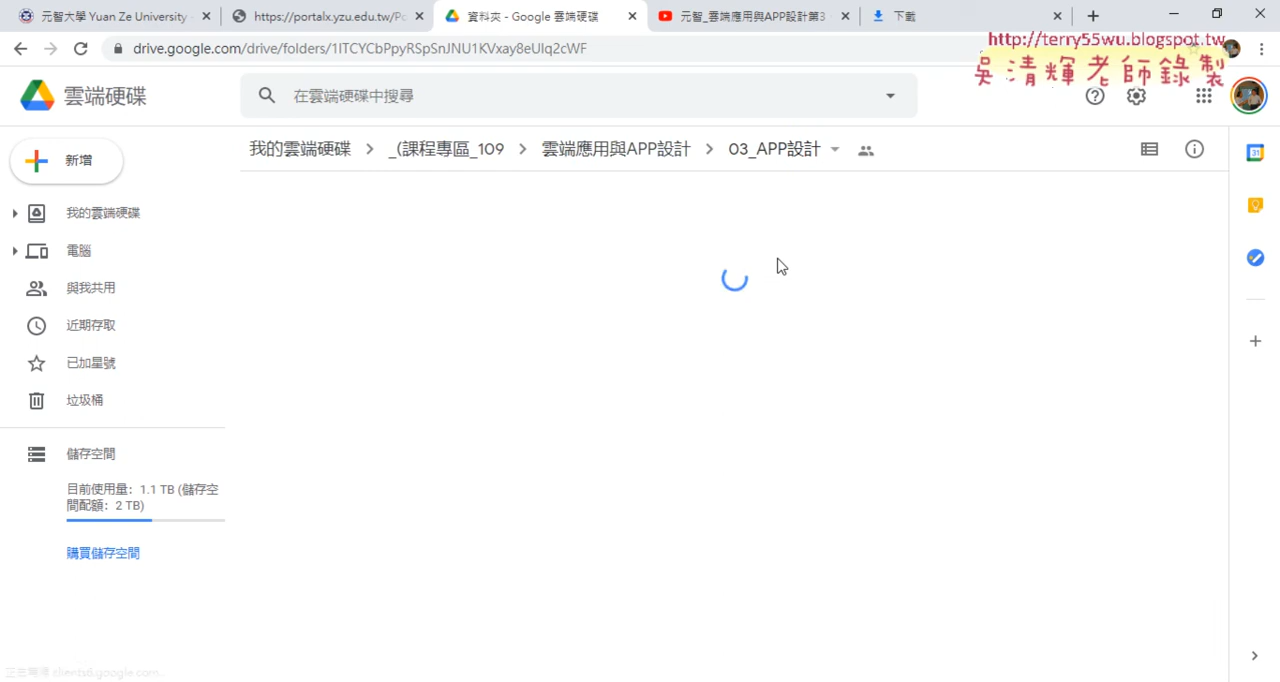 元智大學 Yuan Ze University
https://portalx.yzu.edu.tw/Po
資料夾 - Google 雲端硬碟
元智_雲端應用與APP設計第3
下載
drive.google.com/drive/folders/1ITCYCbPpyRSpSnJNU1KVxay8eUIq2cWF
http://terry55wu.blogspot.tw
吳清輝老師錄製
雲端硬碟
在雲端硬碟中搜尋
新增
我的雲端硬碟 > _(課程專區_109 > 雲端應用與APP設計 > 03_APP設計
31
我的雲端硬碟
電腦
與我共用
近期存取
已加星號
垃圾桶
儲存空間
目前使用量：1.1 TB (儲存空
間配額：2 TB)
購買儲存空間